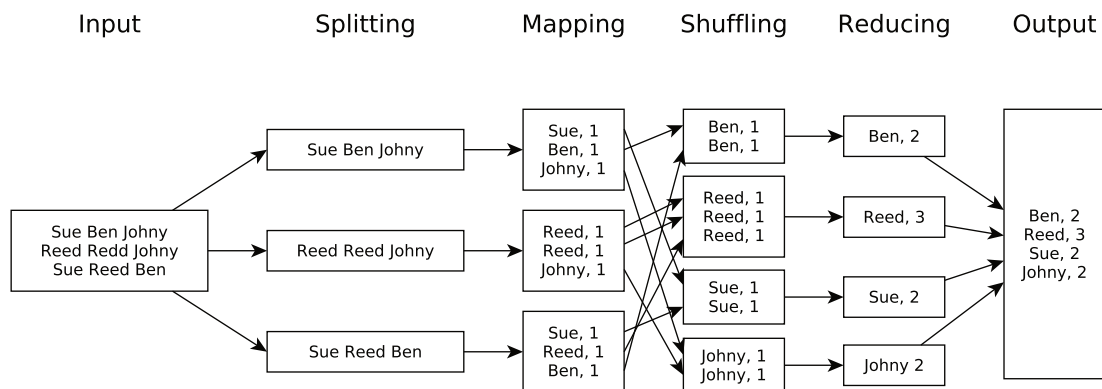 Input
Splitting
Mapping
Shuffling
Reducing
Output
Sue Ben Johny
Reed Redd Johny
Sue Reed Ben
Sue Ben Johny
Reed Reed Johny
Sue Reed Ben
Sue, 1
Ben, 1
Johny, 1
Reed, 1
Reed, 1
Johny, 1
Sue, 1
Reed, 1
Ben, 1
Ben, 1
Ben, 1
Reed, 1
Reed, 1
Reed, 1
Sue, 1
Sue, 1
Johny, 1
Johny, 1
Ben, 2
Reed, 3
Sue, 2
Johny 2
Ben, 2
Reed, 3
Sue, 2
Johny, 2